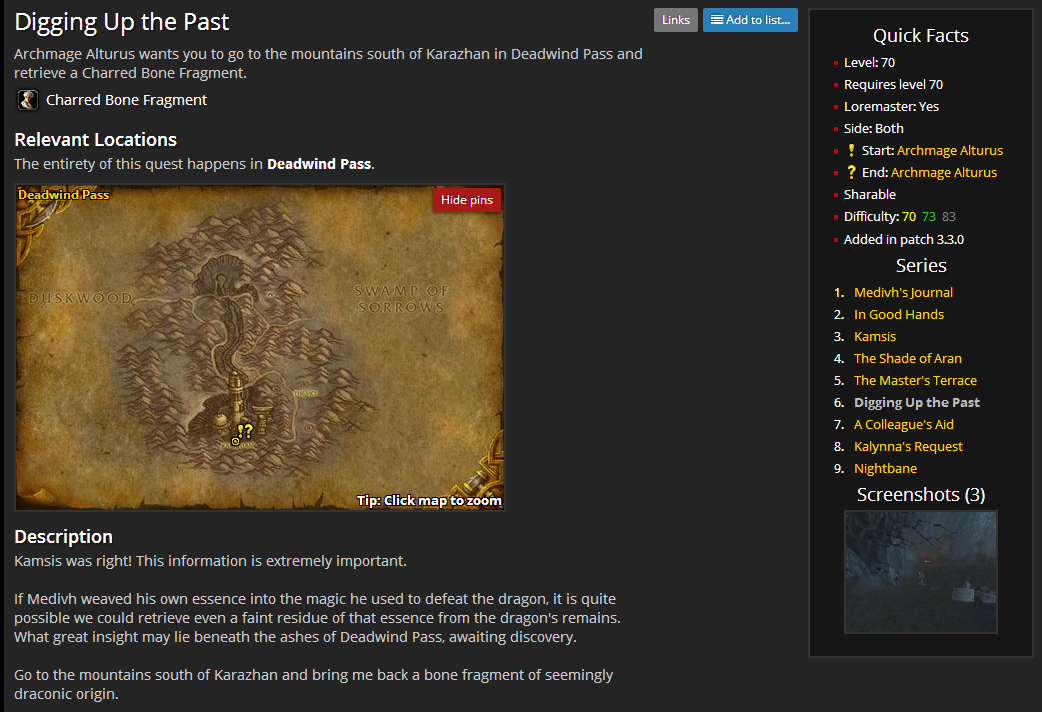 Digging Up the Past
Links
Add to list...
Archmage Alturus wants you to go to the mountains south of Karazhan in Deadwind Pass and
retrieve a Charred Bone Fragment.
Charred Bone Fragment
Relevant Locations
The entirety of this quest happens in Deadwind Pass.
Deadwind Pass
Hide pins
DUSKWOOD
SWAMP OF
SORROWS
Tip: Click map to zoom
Description
Kamsis was right! This information is extremely important.
If Medivh weaved his own essence into the magic he used to defeat the dragon, it is quite
possible we could retrieve even a faint residue of that essence from the dragon's remains.
What great insight may lie beneath the ashes of Deadwind Pass, awaiting discovery.
Go to the mountains south of Karazhan and bring me back a bone fragment of seemingly
draconic origin.
Quick Facts
Level: 70
Requires level 70
Loremaster: Yes
Side: Both
! Start: Archmage Alturus
? End: Archmage Alturus
Sharable
Difficulty: 70 73 83
Added in patch 3.3.0
Series
1. Medivh's Journal
2. In Good Hands
3. Kamsis
4. The Shade of Aran
5. The Master's Terrace
6. Digging Up the Past
7. A Colleague's Aid
8. Kalynna's Request
9. Nightbane
Screenshots (3)